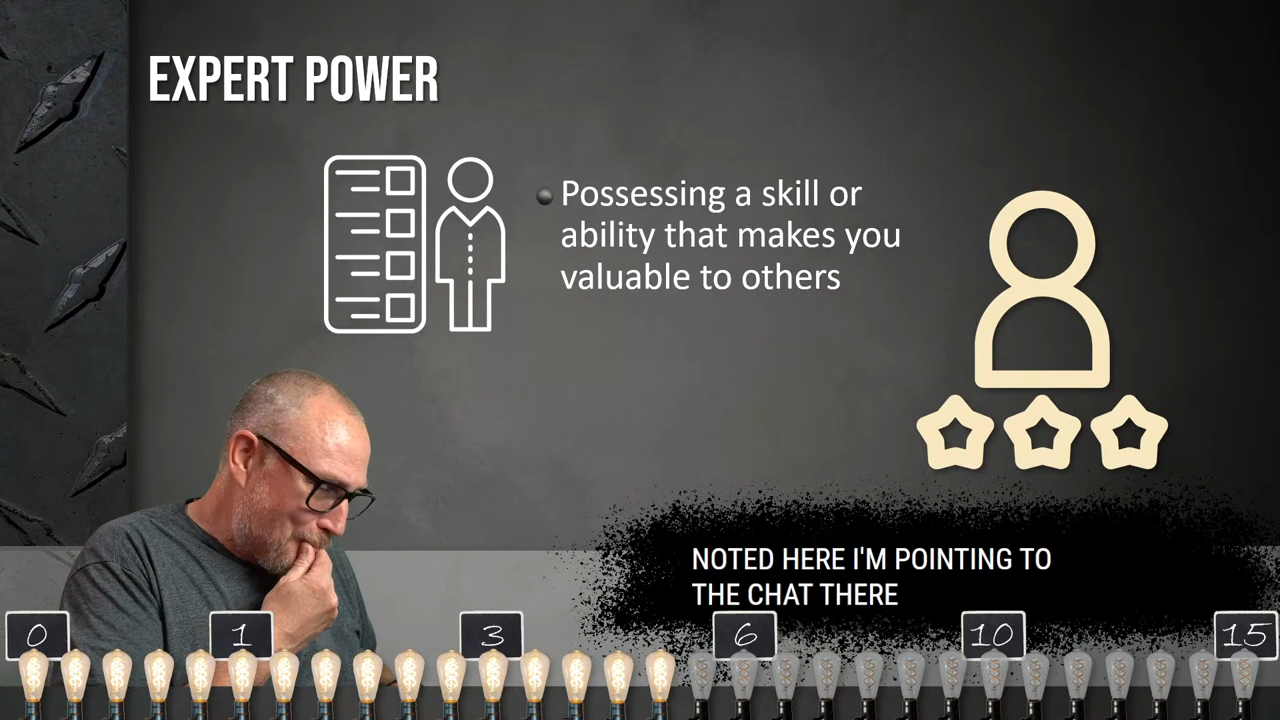 EXPERT POWER
Possessing a skill or
ability that makes you
valuable to others
NOTED HERE I'M POINTING TO
THE CHAT THERE
0 1 3 6 10 15